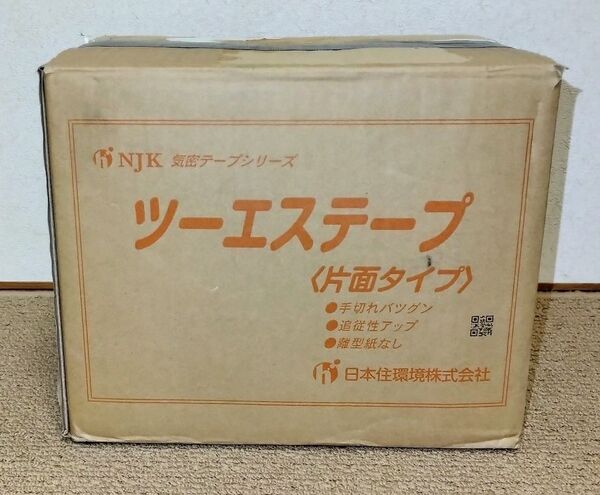 NJK 気密テープシリーズ
ツーエステープ
〈片面タイプ〉
●手切れバツグン
●追従性アップ
●離型紙なし
日本住環境株式会社